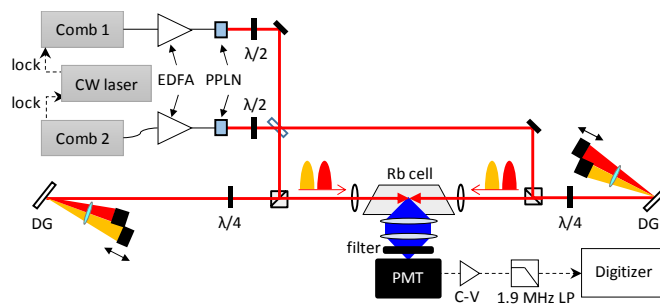 Comb 1
λ/2
lock
CW laser
EDFA
PPLN
lock
λ/2
Comb 2
Rb cell
DG
λ/4
λ/4
DG
filter
PMT
C-V
1.9 MHz LP
Digitizer